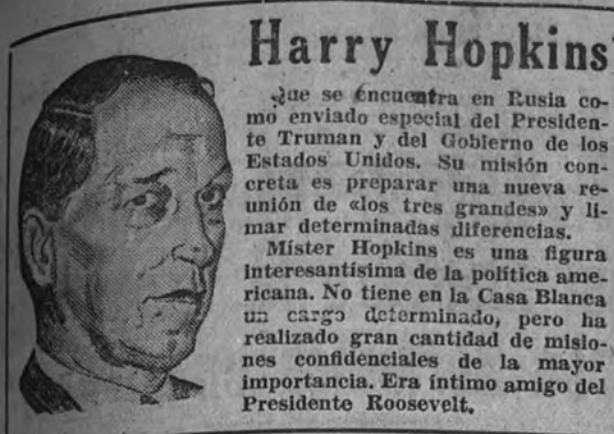 Harry Hopkins
Que se encuentra en Rusia co-
mo enviado especial del Presiden-
te Truman y del Gobierno de los
Estados Unidos. Su misión con-
creta es preparar una nueva re-
unión de «los tres grandes» y li-
mar determinadas diferencias.
Míster Hopkins es una figura
interesantísima de la política ame-
ricana. No tiene en la Casa Blanca
un cargo determinado, pero ha
realizado gran cantidad de misio-
nes confidenciales de la mayor
importancia. Era íntimo amigo del
Presidente Roosevelt.